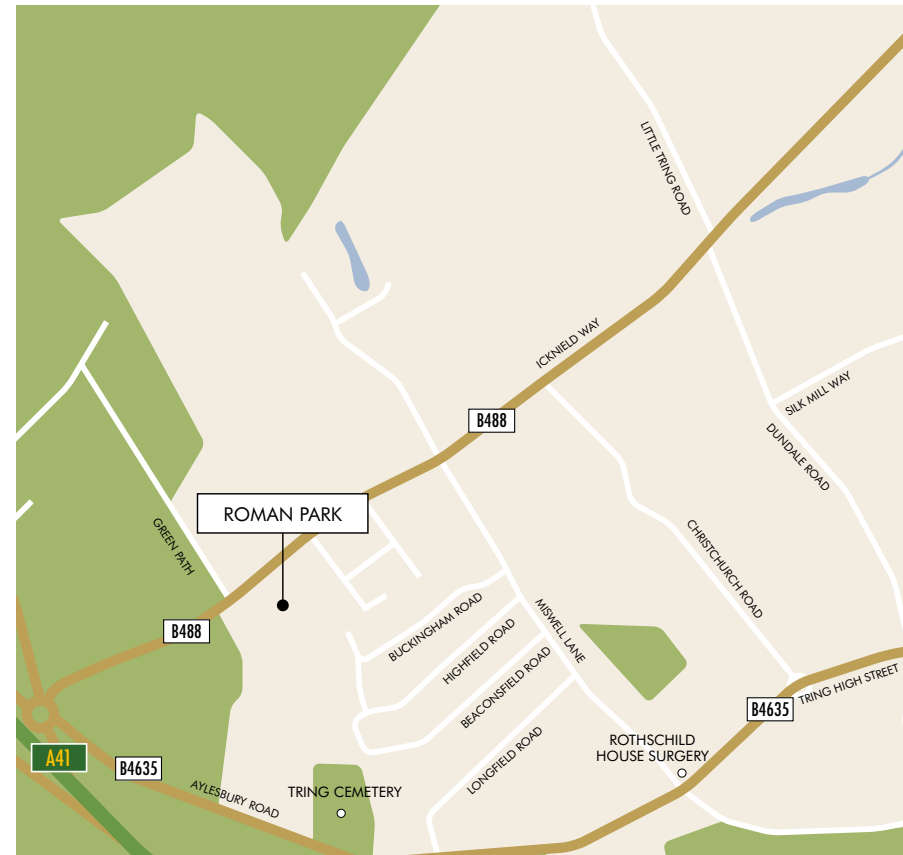 LITTLE TRING ROAD
ICKNIELD WAY
SILK MILL WAY
B488
DUNDALE ROAD
ROMAN PARK
GREEN PATH
CHRISTCHURCH ROAD
BUCKINGHAM ROAD
MISWELL LANE
B488
HIGHFIELD ROAD
BEACONSFIELD ROAD
TRING HIGH STREET
B4635
LONGFIELD ROAD
ROTHSCHILD
HOUSE SURGERY
A41
B4635
AYLESBURY ROAD
TRING CEMETERY